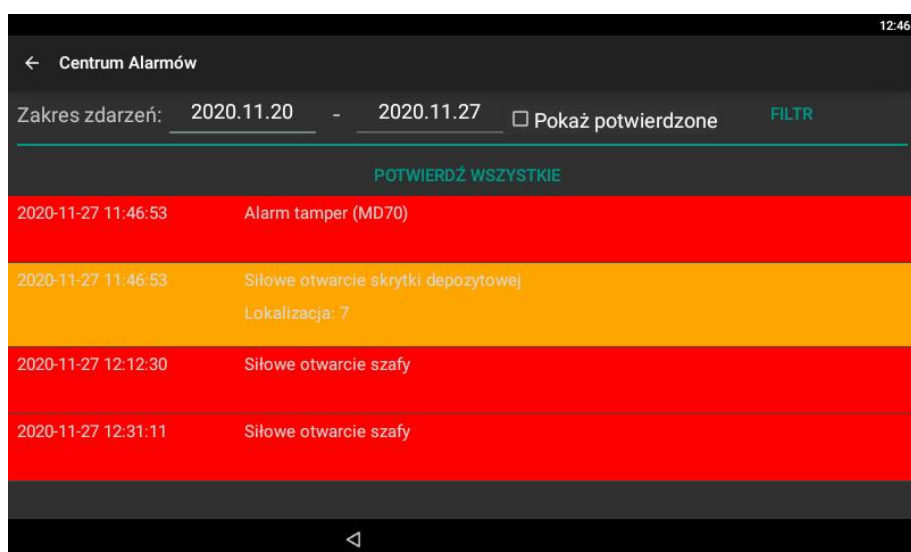 12:46
Centrum Alarmów
Zakres zdarzeń: 2020.11.20 - 2020.11.27 Pokaż potwierdzone FILTR
POTWIERDŹ WSZYSTKIE
2020-11-27 11:46:53 Alarm tamper (MD70)
2020-11-27 11:46:53 Siłowe otwarcie skrytki depozytowej
Lokalizacja: 7
2020-11-27 12:12:30 Siłowe otwarcie szafy
2020-11-27 12:31:11 Siłowe otwarcie szafy